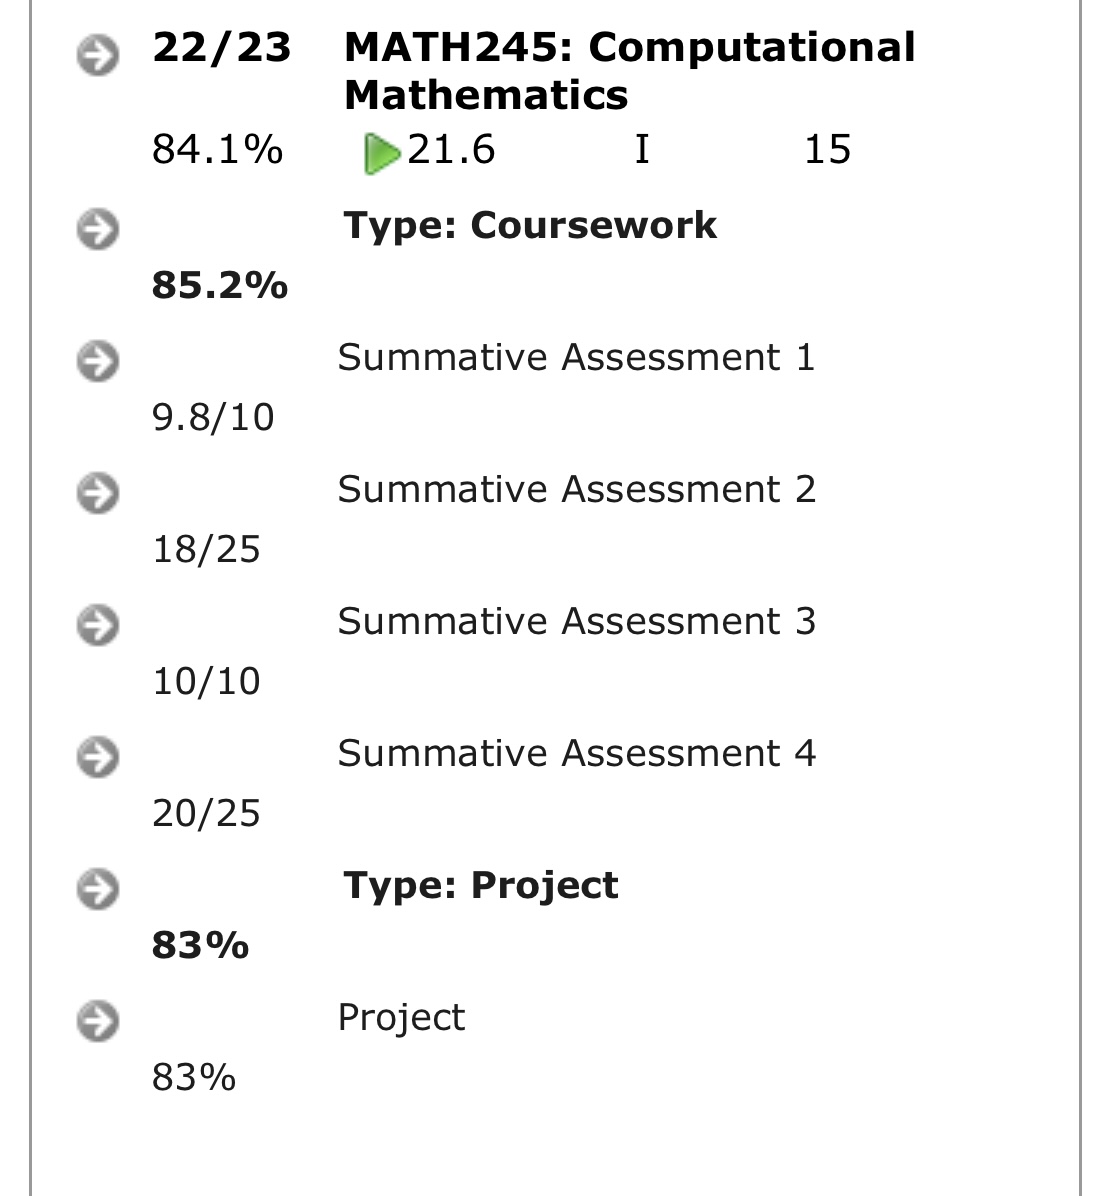 22/23 MATH245: Computational
Mathematics
84.1% 21.6 I 15
Type: Coursework
85.2%
Summative Assessment 1
9.8/10
Summative Assessment 2
18/25
Summative Assessment 3
10/10
Summative Assessment 4
20/25
Type: Project
83%
Project
83%